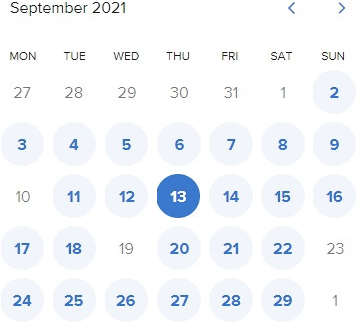 September 2021
MON TUE WED THU FRI SAT SUN
27 28 29 30 31 1 2
3 4 5 6 7 8 9
10 11 12 13 14 15 16
17 18 19 20 21 22 23
24 25 26 27 28 29 1